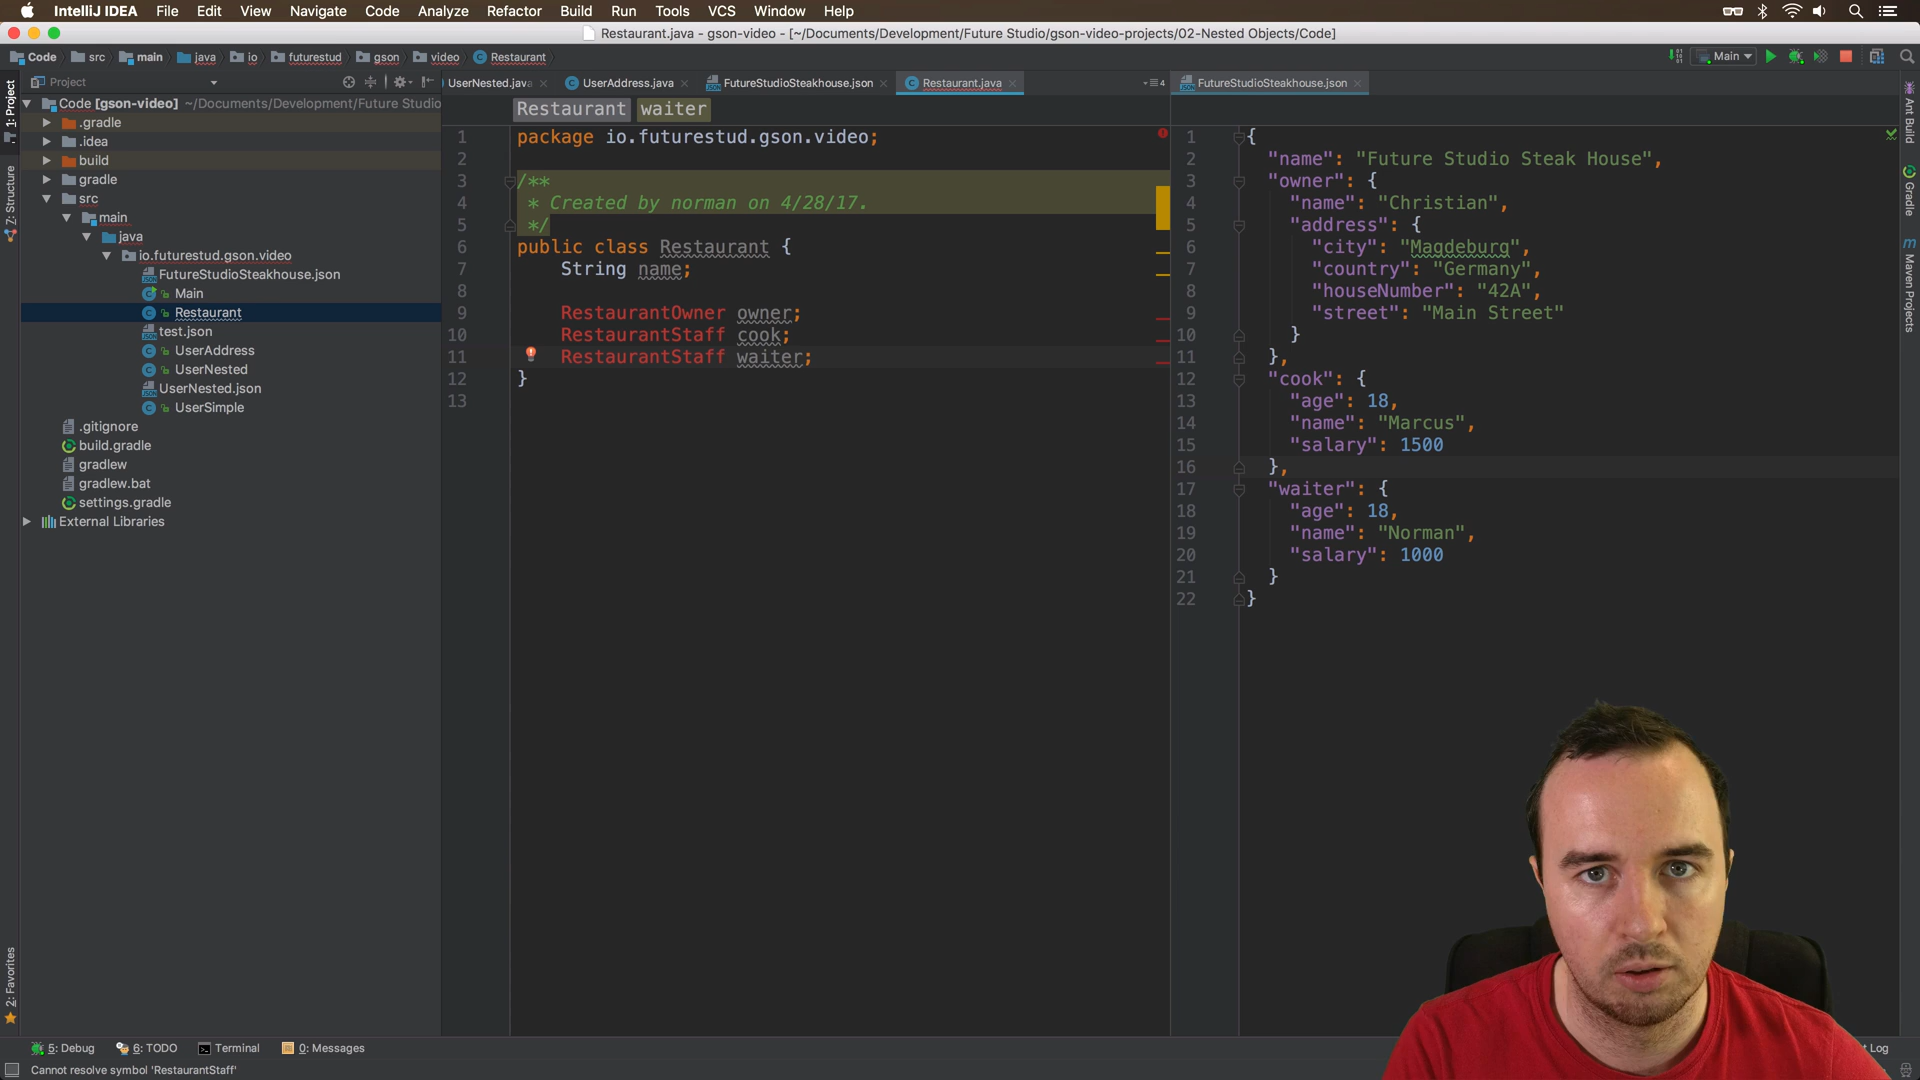 IntelliJ IDEA File Edit View Navigate Code Analyze Refactor Build Run Tools VCS Window Help
Restaurant.java - gson-video - [~/Documents/Development/Future Studio/gson-video-projects/02-Nested Objects/Code]
Code src main java io futurestud gson video Restaurant
Main
Project
UserNested.java UserAddress.java FutureStudioSteakhouse.json Restaurant.java
4
FutureStudioSteakhouse.json
1: Project
Z: Structure
2: Favorites
Code [gson-video] ~/Documents/Development/Future Studio
.gradle
.idea
build
gradle
src
main
java
io.futurestud.gson.video
FutureStudioSteakhouse.json
Main
Restaurant
test.json
UserAddress
UserNested
UserNested.json
UserSimple
.gitignore
build.gradle
gradlew
gradlew.bat
settings.gradle
External Libraries
Restaurant waiter
1 package io.futurestud.gson.video;
2
3 /**
4 * Created by norman on 4/28/17.
5 */
6 public class Restaurant {
7 String name;
8
9 RestaurantOwner owner;
10 RestaurantStaff cook;
11 RestaurantStaff waiter;
12 }
13
1 {
2 "name": "Future Studio Steak House",
3 "owner": {
4 "name": "Christian",
5 "address": {
6 "city": "Magdeburg",
7 "country": "Germany",
8 "houseNumber": "42A",
9 "street": "Main Street"
10 }
11 },
12 "cook": {
13 "age": 18,
14 "name": "Marcus",
15 "salary": 1500
16 },
17 "waiter": {
18 "age": 18,
19 "name": "Norman",
20 "salary": 1000
21 }
22 }
Ant Build
Gradle
Maven Projects
5: Debug 6: TODO Terminal 0: Messages
t Log
Cannot resolve symbol 'RestaurantStaff'